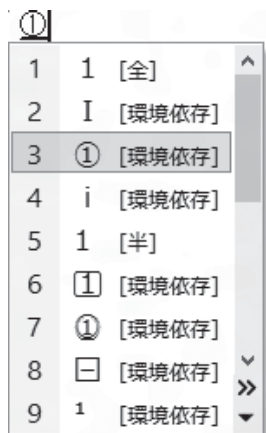 ①
1 1 [全]
2 Ⅰ [環境依存]
3 ① [環境依存]
4 ⅰ [環境依存]
5 1 [半]
6 1️⃣ [環境依存]
7 ⓵ [環境依存]
8 ㊀ [環境依存]
9 ¹ [環境依存]